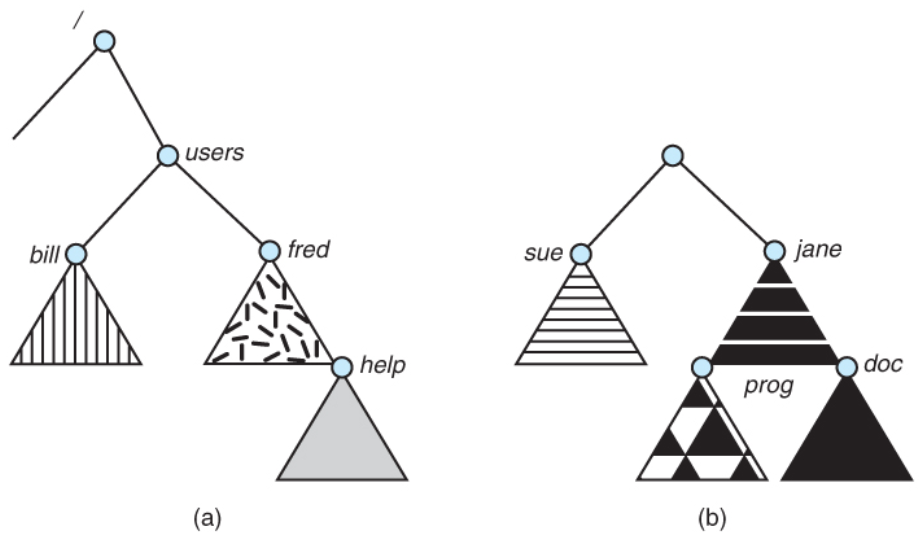 /
users
bill
fred
help
(a)
sue
jane
prog
doc
(b)